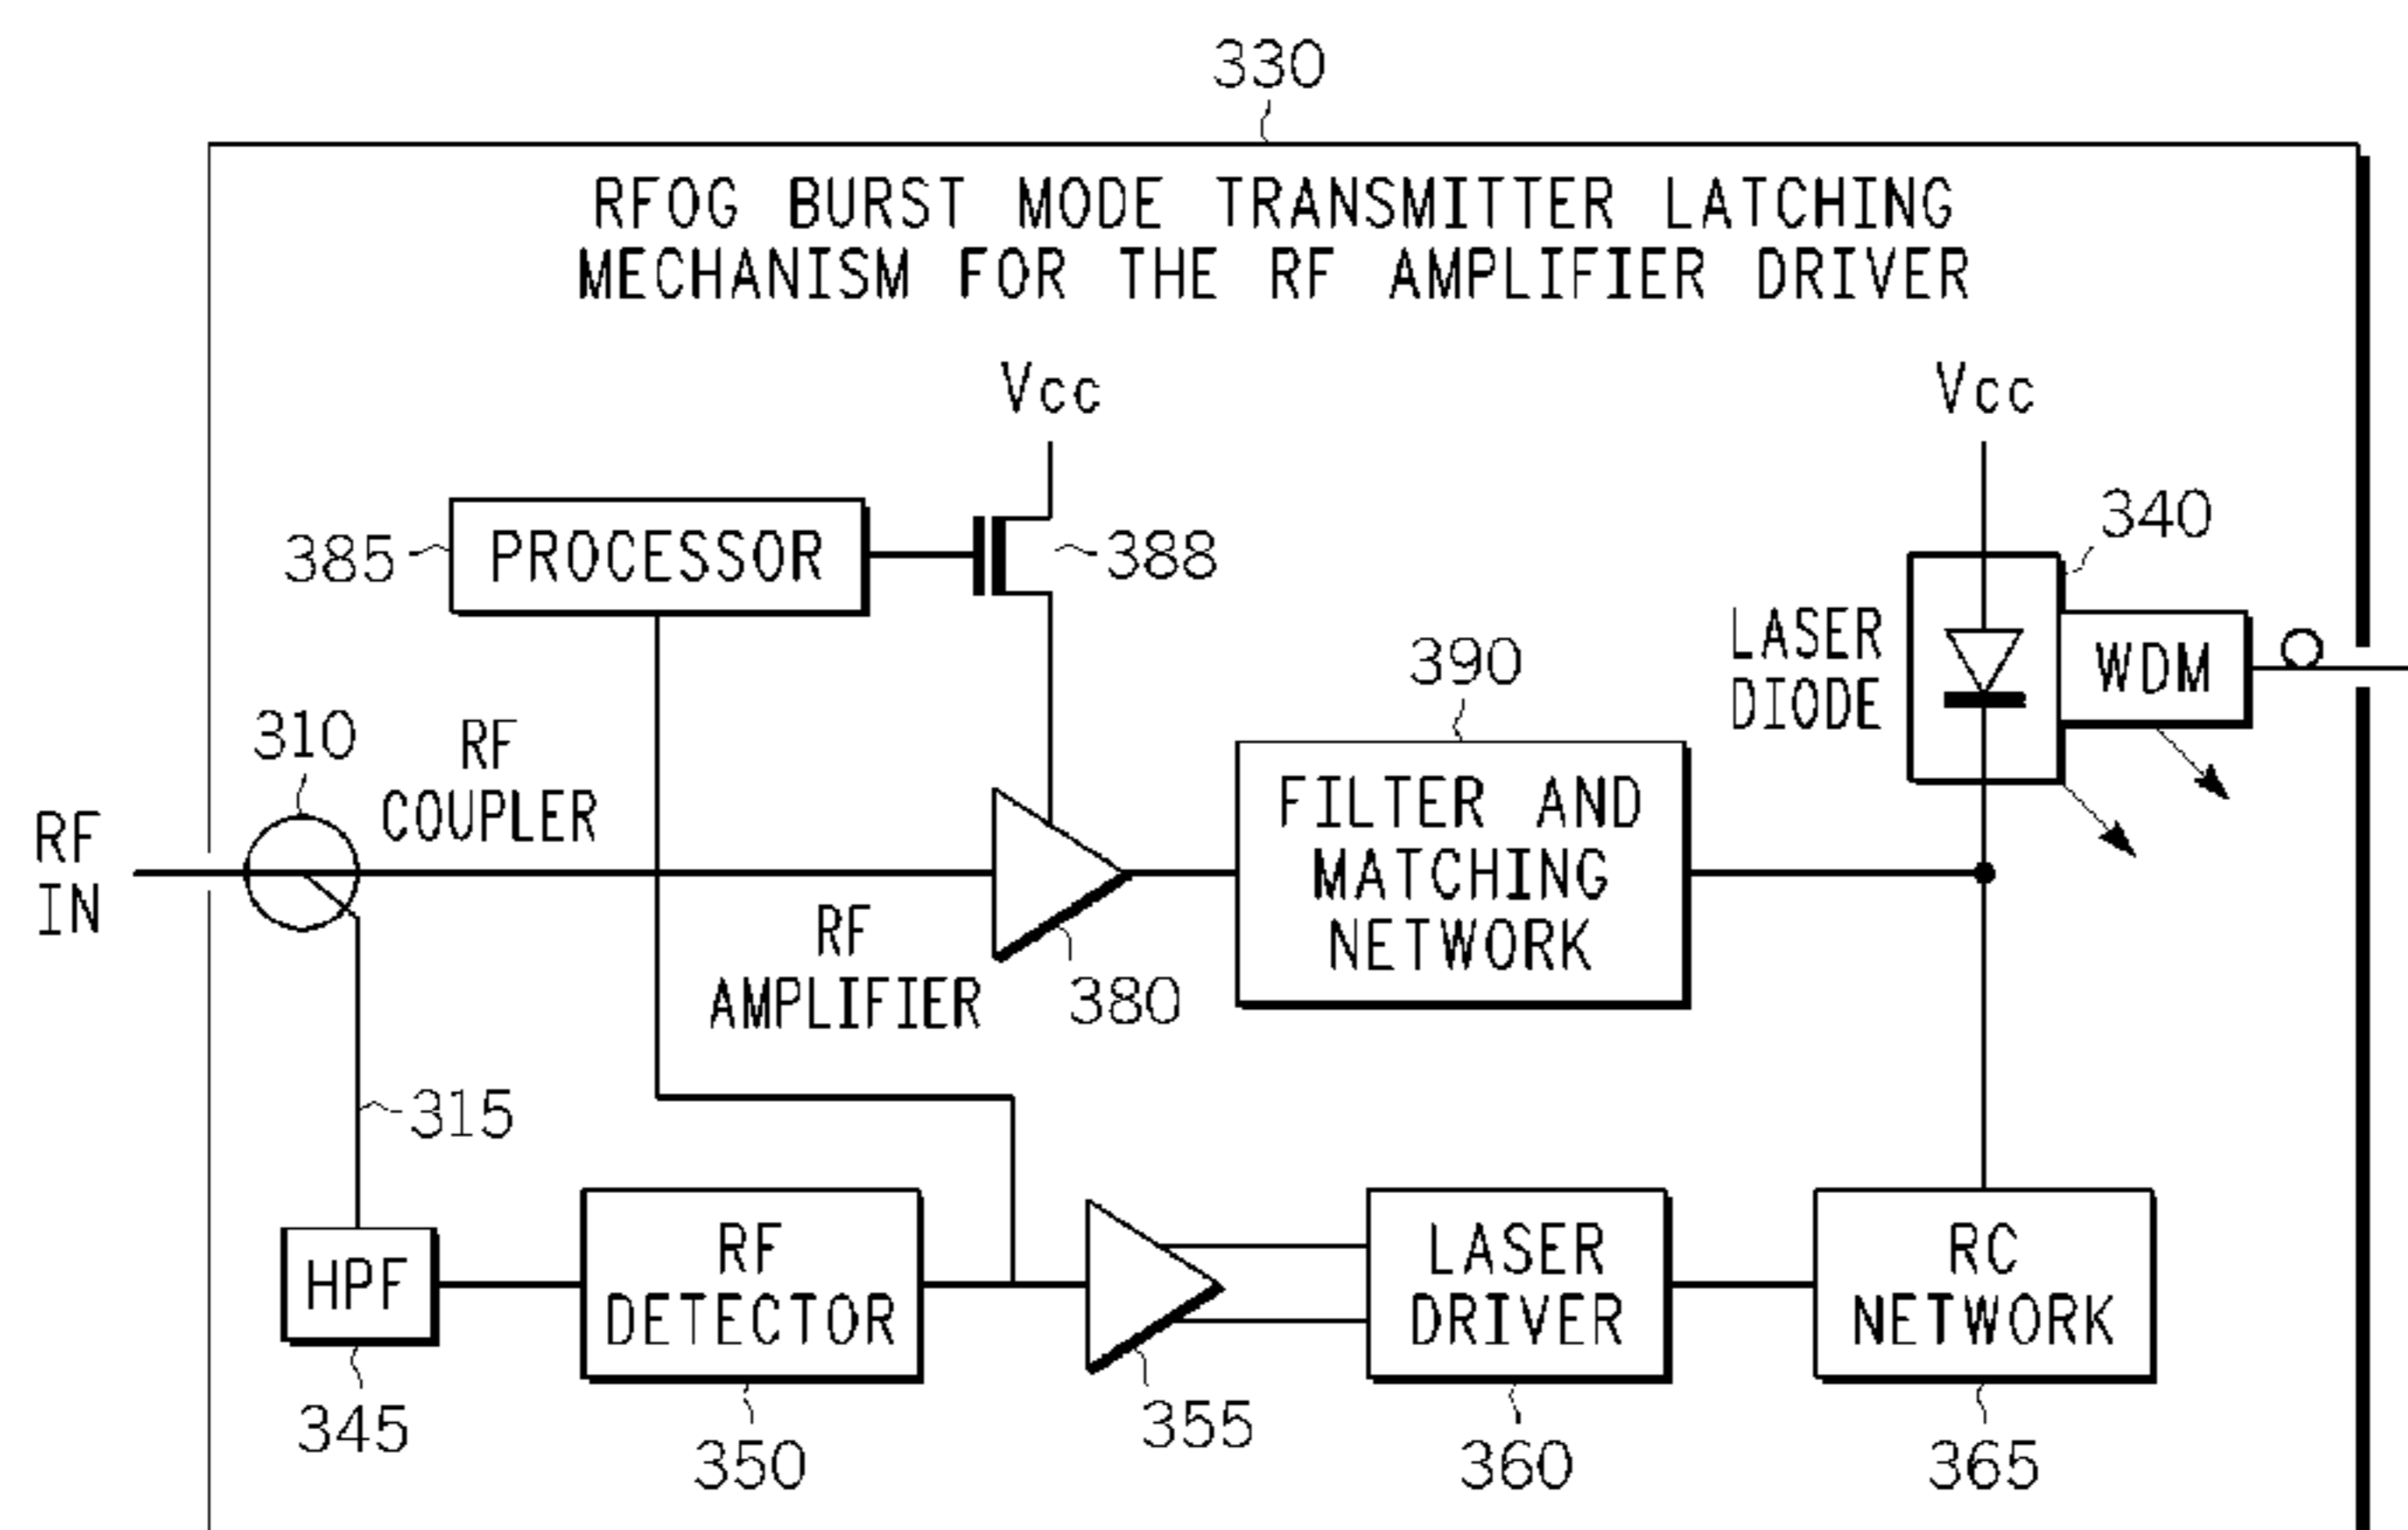 330
RFOG BURST MODE TRANSMITTER LATCHING
MECHANISM FOR THE RF AMPLIFIER DRIVER
Vcc
Vcc
385
PROCESSOR
388
340
LASER
DIODE
WDM
390
310
RF
COUPLER
RF
IN
FILTER AND
MATCHING
NETWORK
RF
AMPLIFIER
380
315
HPF
RF
DETECTOR
LASER
DRIVER
RC
NETWORK
345
350
355
360
365